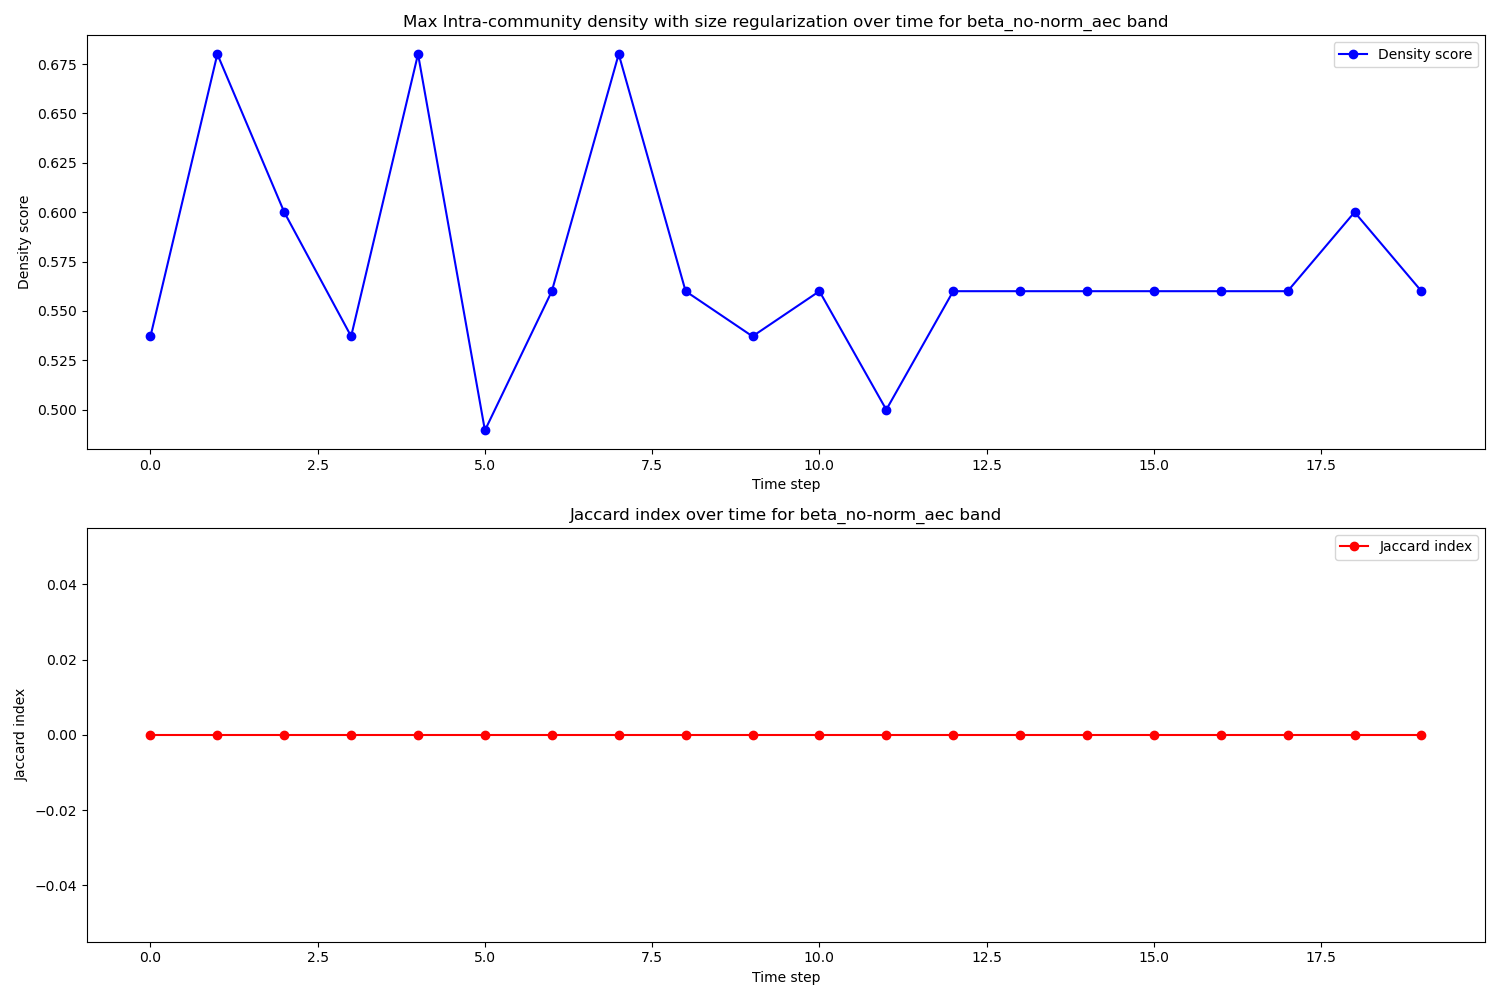 Max Intra-community density with size regularization over time for beta_no-norm_aec band
Density score
0.675
0.650
0.625
0.600
0.575
0.550
0.525
0.500
Density score
0.0 2.5 5.0 7.5 10.0 12.5 15.0 17.5
Time step
Jaccard index over time for beta_no-norm_aec band
Jaccard index
0.04
0.02
0.00
−0.02
−0.04
Jaccard index
0.0 2.5 5.0 7.5 10.0 12.5 15.0 17.5
Time step